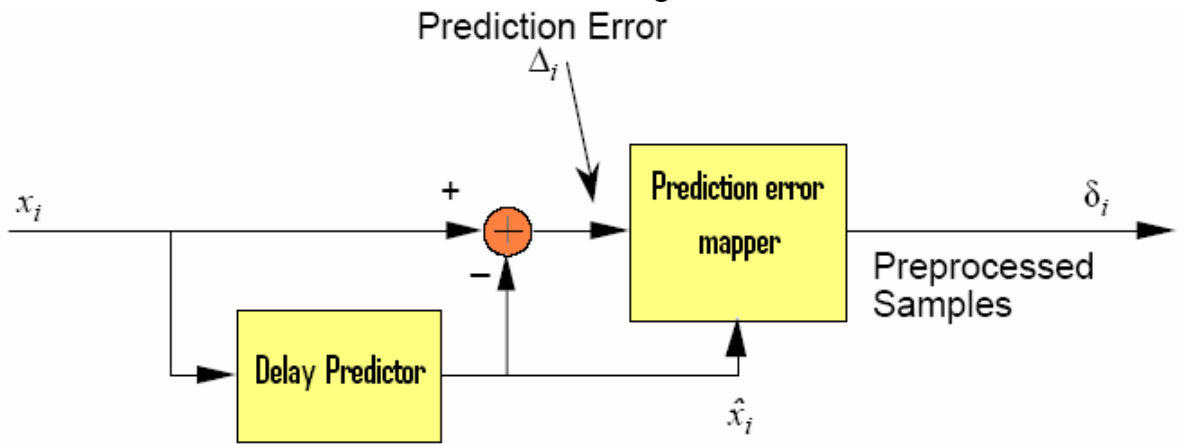 Prediction Error
Δᵢ
xᵢ
+
+
−
Prediction error
mapper
δᵢ
Preprocessed
Samples
Delay Predictor
x̂ᵢ